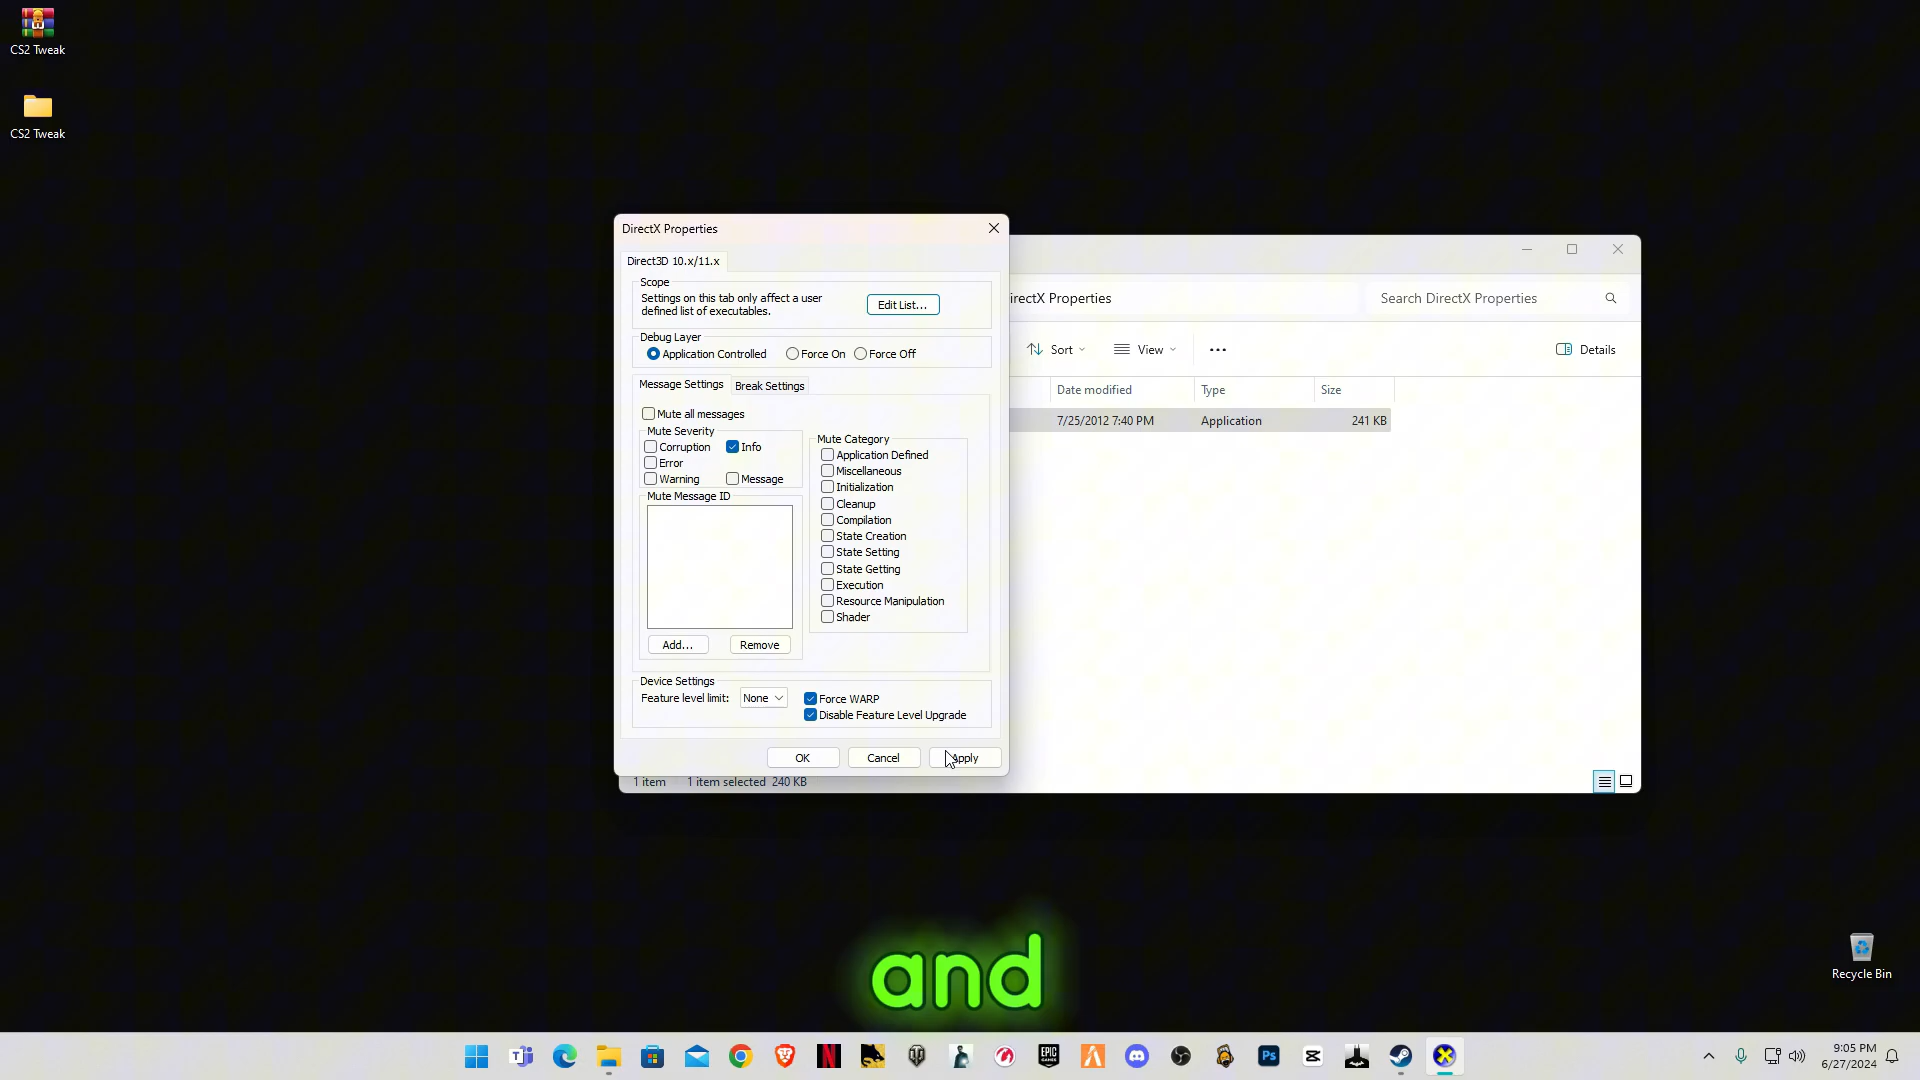 CS2 Tweak
CS2 Tweak
DirectX Properties
Direct3D 10.x/11.x
Scope
Settings on this tab only affect a user
defined list of executables.
Edit List...
Debug Layer
Application Controlled
Force On
Force Off
Message Settings
Break Settings
Mute all messages
Mute Severity
Corruption
Info
Error
Warning
Message
Mute Message ID
Add...
Remove
Mute Category
Application Defined
Miscellaneous
Initialization
Cleanup
Compilation
State Creation
State Setting
State Getting
Execution
Resource Manipulation
Shader
Device Settings
Feature level limit:
None
Force WARP
Disable Feature Level Upgrade
OK
Cancel
Apply
irectX Properties
Search DirectX Properties
Sort
View
Details
Date modified
Type
Size
7/25/2012 7:40 PM
Application
241 KB
1 item
1 item selected 240 KB
and
Recycle Bin
EPIC
GAMES
Ps
9:05 PM
6/27/2024